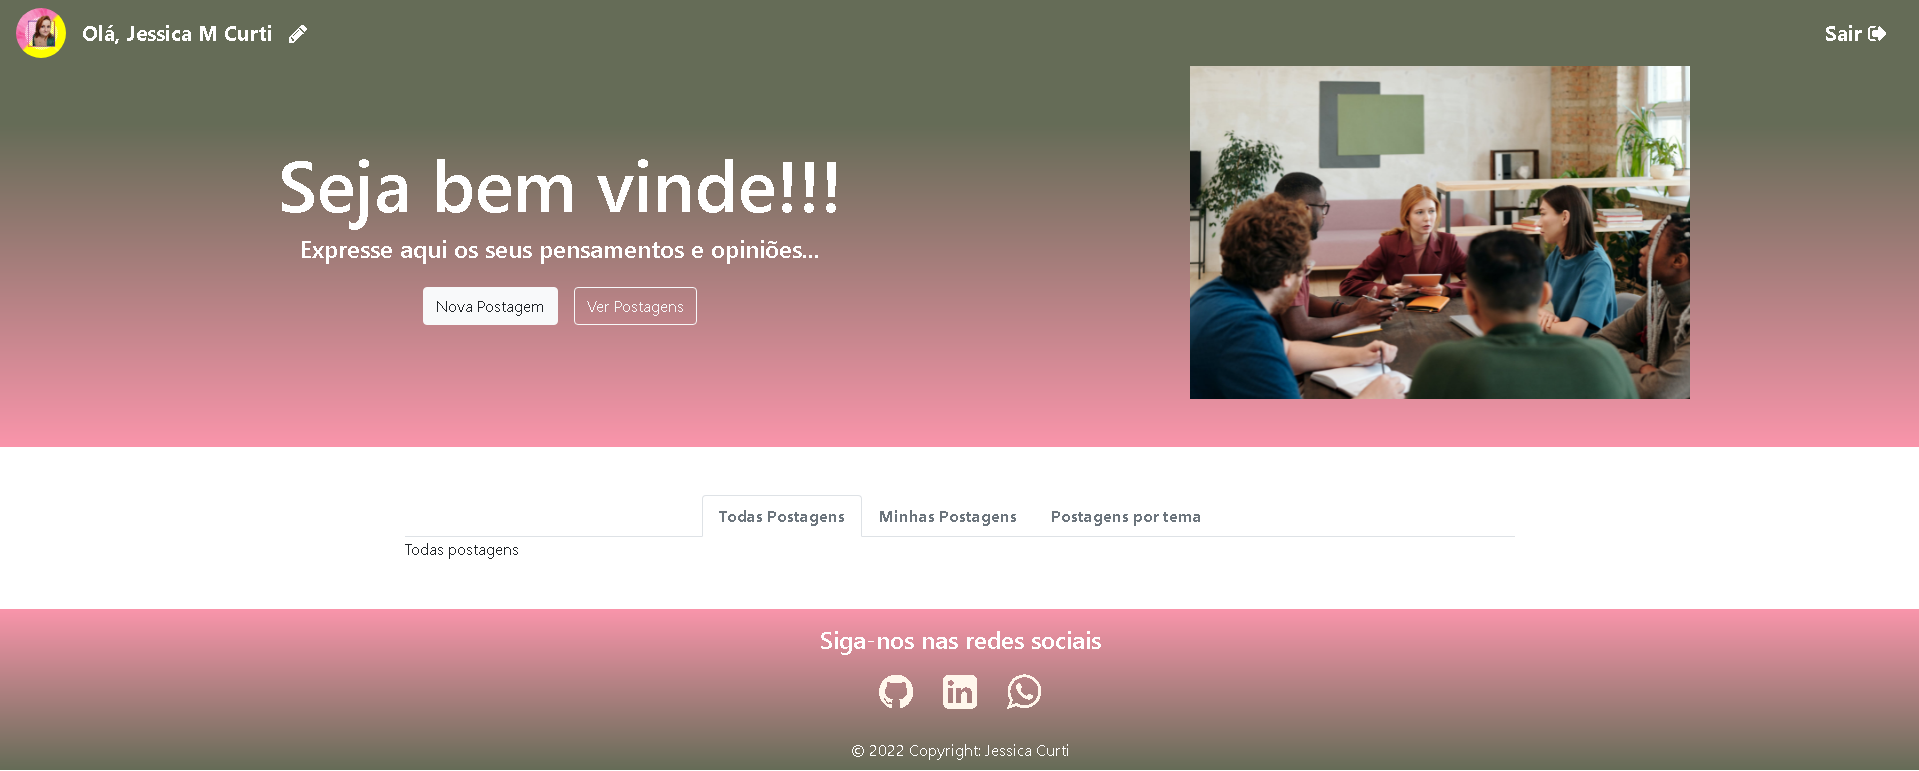 Olá, Jessica M Curti
Sair
Seja bem vinde!!!
Expresse aqui os seus pensamentos e opiniões...
Nova Postagem
Ver Postagens
Todas Postagens
Minhas Postagens
Postagens por tema
Todas postagens
Siga-nos nas redes sociais
in
© 2022 Copyright: Jessica Curti